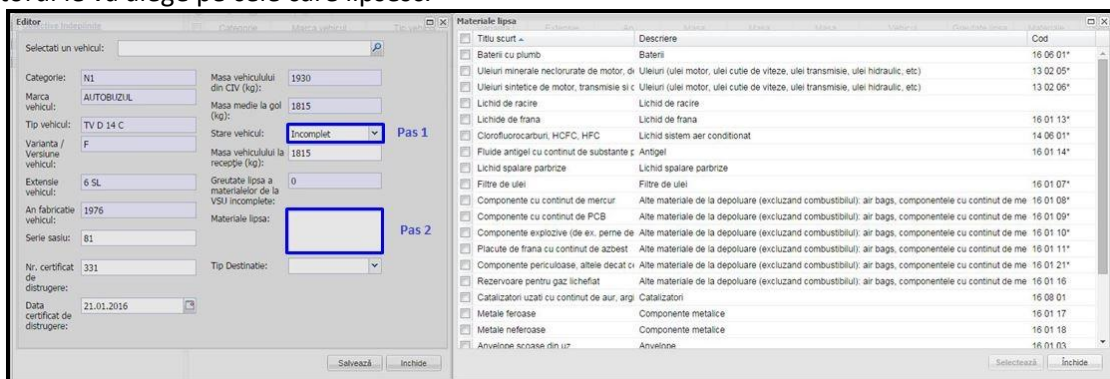 Editor
Selectati un vehicul:
Categorie: N1
Marca vehicul: AUTOBUZUL
Tip vehicul: TV D 14 C
Varianta / Versiune vehicul: F
Extensie vehicul: 6 SL
An fabricatie vehicul: 1976
Serie sasiu: 81
Nr. certificat de distrugere: 331
Data certificat de distrugere: 21.01.2016
Masa vehiculului din CIV (kg): 1930
Masa medie la gol (kg): 1815
Stare vehicul: Incomplet
Pas 1
Masa vehiculului la recepţie (kg): 1815
Greutate lipsa a materialelor de la VSU incomplete: 0
Materiale lipsa:
Pas 2
Tip Destinatie:
Salvează Inchide
Materiale lipsa
Titlu scurt Descriere Cod
Baterii cu plumb Baterii 16 06 01*
Uleiuri minerale neclorurate de motor, Uleiuri (ulei motor, ulei cutie de viteze, ulei transmisie, ulei hidraulic, etc) 13 02 05*
Uleiuri sintetice de motor, transmisie si Uleiuri (ulei motor, ulei cutie de viteze, ulei transmisie, ulei hidraulic, etc) 13 02 06*
Lichid de racire Lichid de racire
Lichide de frana Lichid de frana 16 01 13*
Clorofluorocarburi, HCFC, HFC Lichid sistem aer conditionat 14 06 01*
Fluide antigel cu continut de substante Antigel 16 01 14*
Lichid spalare parbrize Lichid spalare parbrize
Filtre de ulei Filtre de ulei 16 01 07*
Componente cu continut de mercur Alte materiale de la depoluare (excluzand combustibilul): air bags, componentele cu continut de me 16 01 08*
Componente cu continut de PCB Alte materiale de la depoluare (excluzand combustibilul): air bags, componentele cu continut de me 16 01 09*
Componente explozive (de ex. perne de Alte materiale de la depoluare (excluzand combustibilul): air bags, componentele cu continut de me 16 01 10*
Placute de frana cu continut de azbest Alte materiale de la depoluare (excluzand combustibilul): air bags, componentele cu continut de me 16 01 11*
Componente periculoase, altele decat Alte materiale de la depoluare (excluzand combustibilul): air bags, componentele cu continut de me 16 01 21*
Rezervoare pentru gaz lichefiat Alte materiale de la depoluare (excluzand combustibilul): air bags, componentele cu continut de me 16 01 16
Catalizatori uzati cu continut de aur, argi Catalizatori 16 08 01
Metale feroase Componente metalice 16 01 17
Metale neferoase Componente metalice 16 01 18
Anvelope scoase din uz Anvelope 16 01 03
Selectează Închide